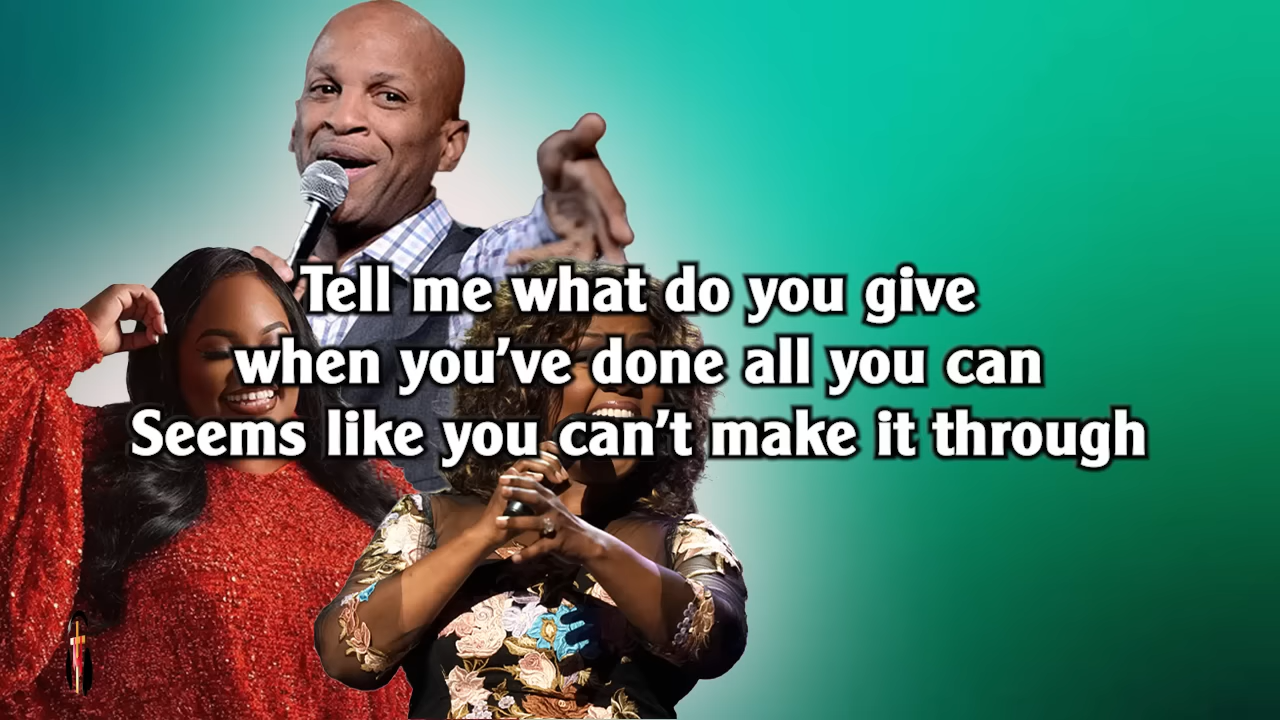 Tell me what do you give
when you've done all you can
Seems like you can't make it through